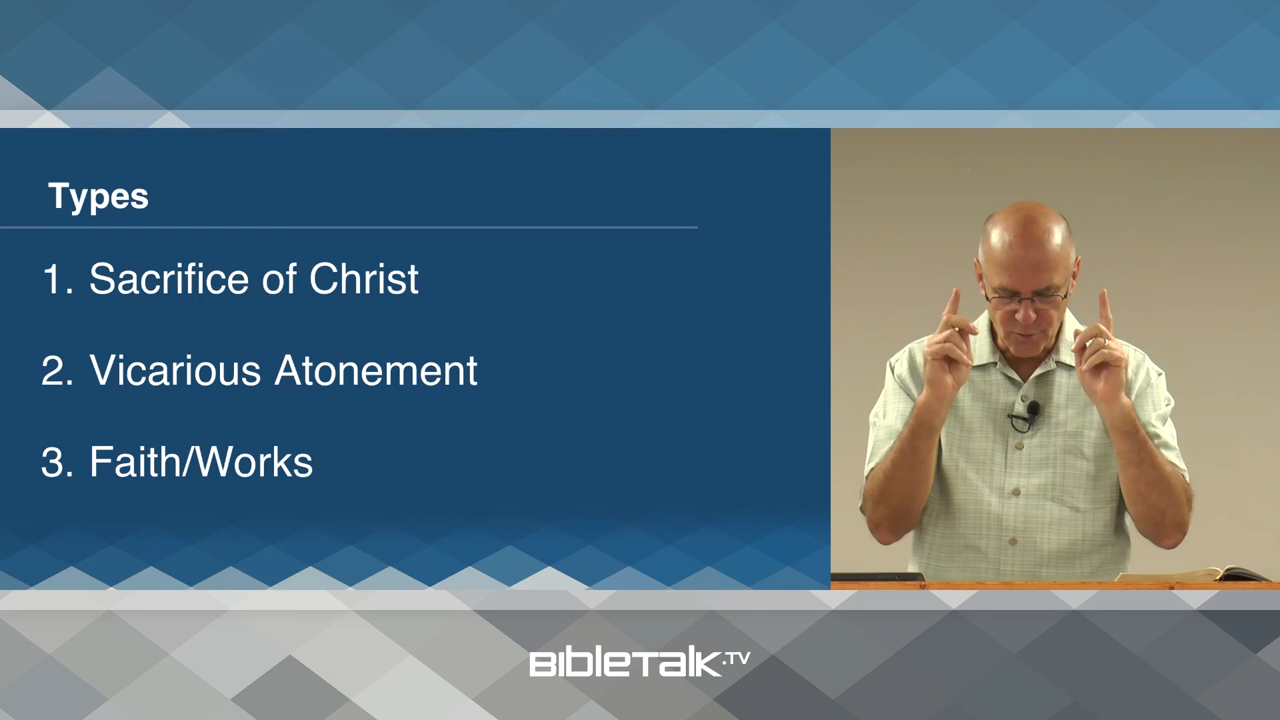 Types
1. Sacrifice of Christ
2. Vicarious Atonement
3. Faith/Works
BIBLETALK.TV